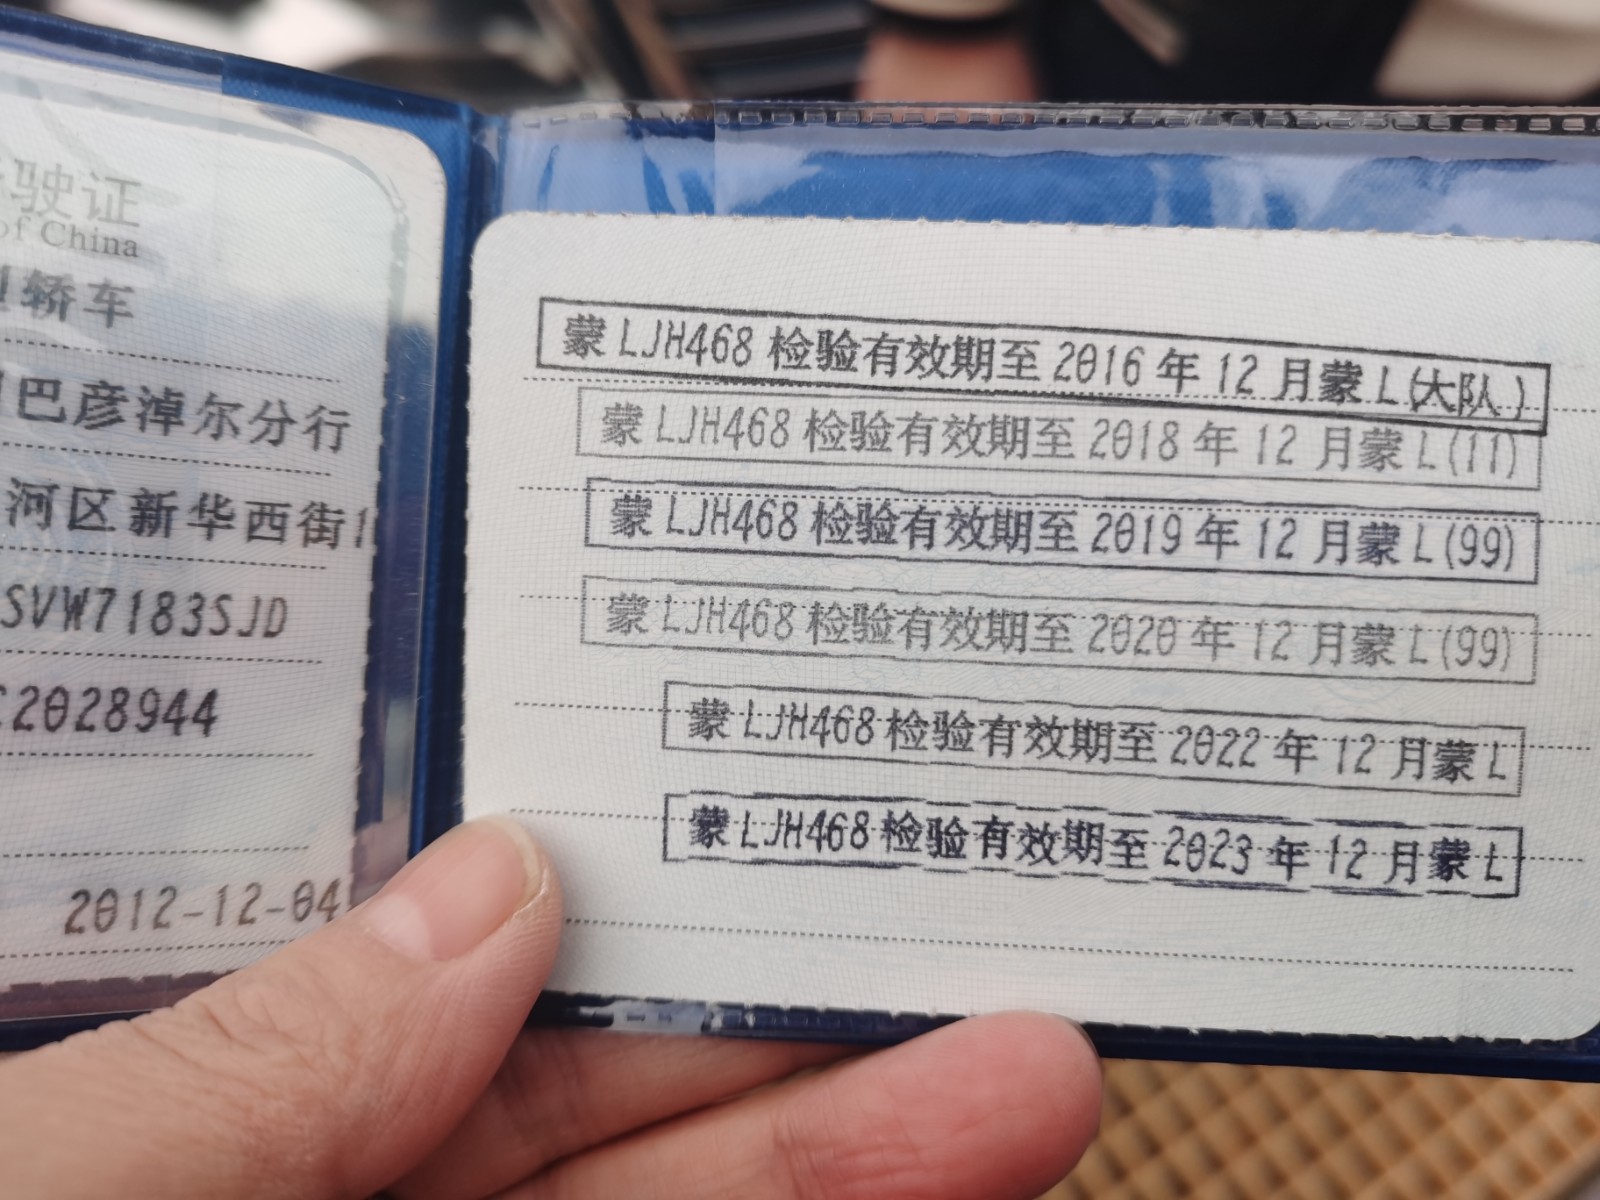 驶证
of China
轿车
巴彦淖尔分行
河区新华西街1
SVW7183SJD
C2028944
2012-12-04
蒙LJH468检验有效期至2016年12月蒙L(大队)
蒙LJH468检验有效期至2018年12月蒙L(11)
蒙LJH468检验有效期至2019年12月蒙L(99)
蒙LJH468检验有效期至2020年12月蒙L(99)
蒙LJH468检验有效期至2022年12月蒙L
蒙LJH468检验有效期至2023年12月蒙L